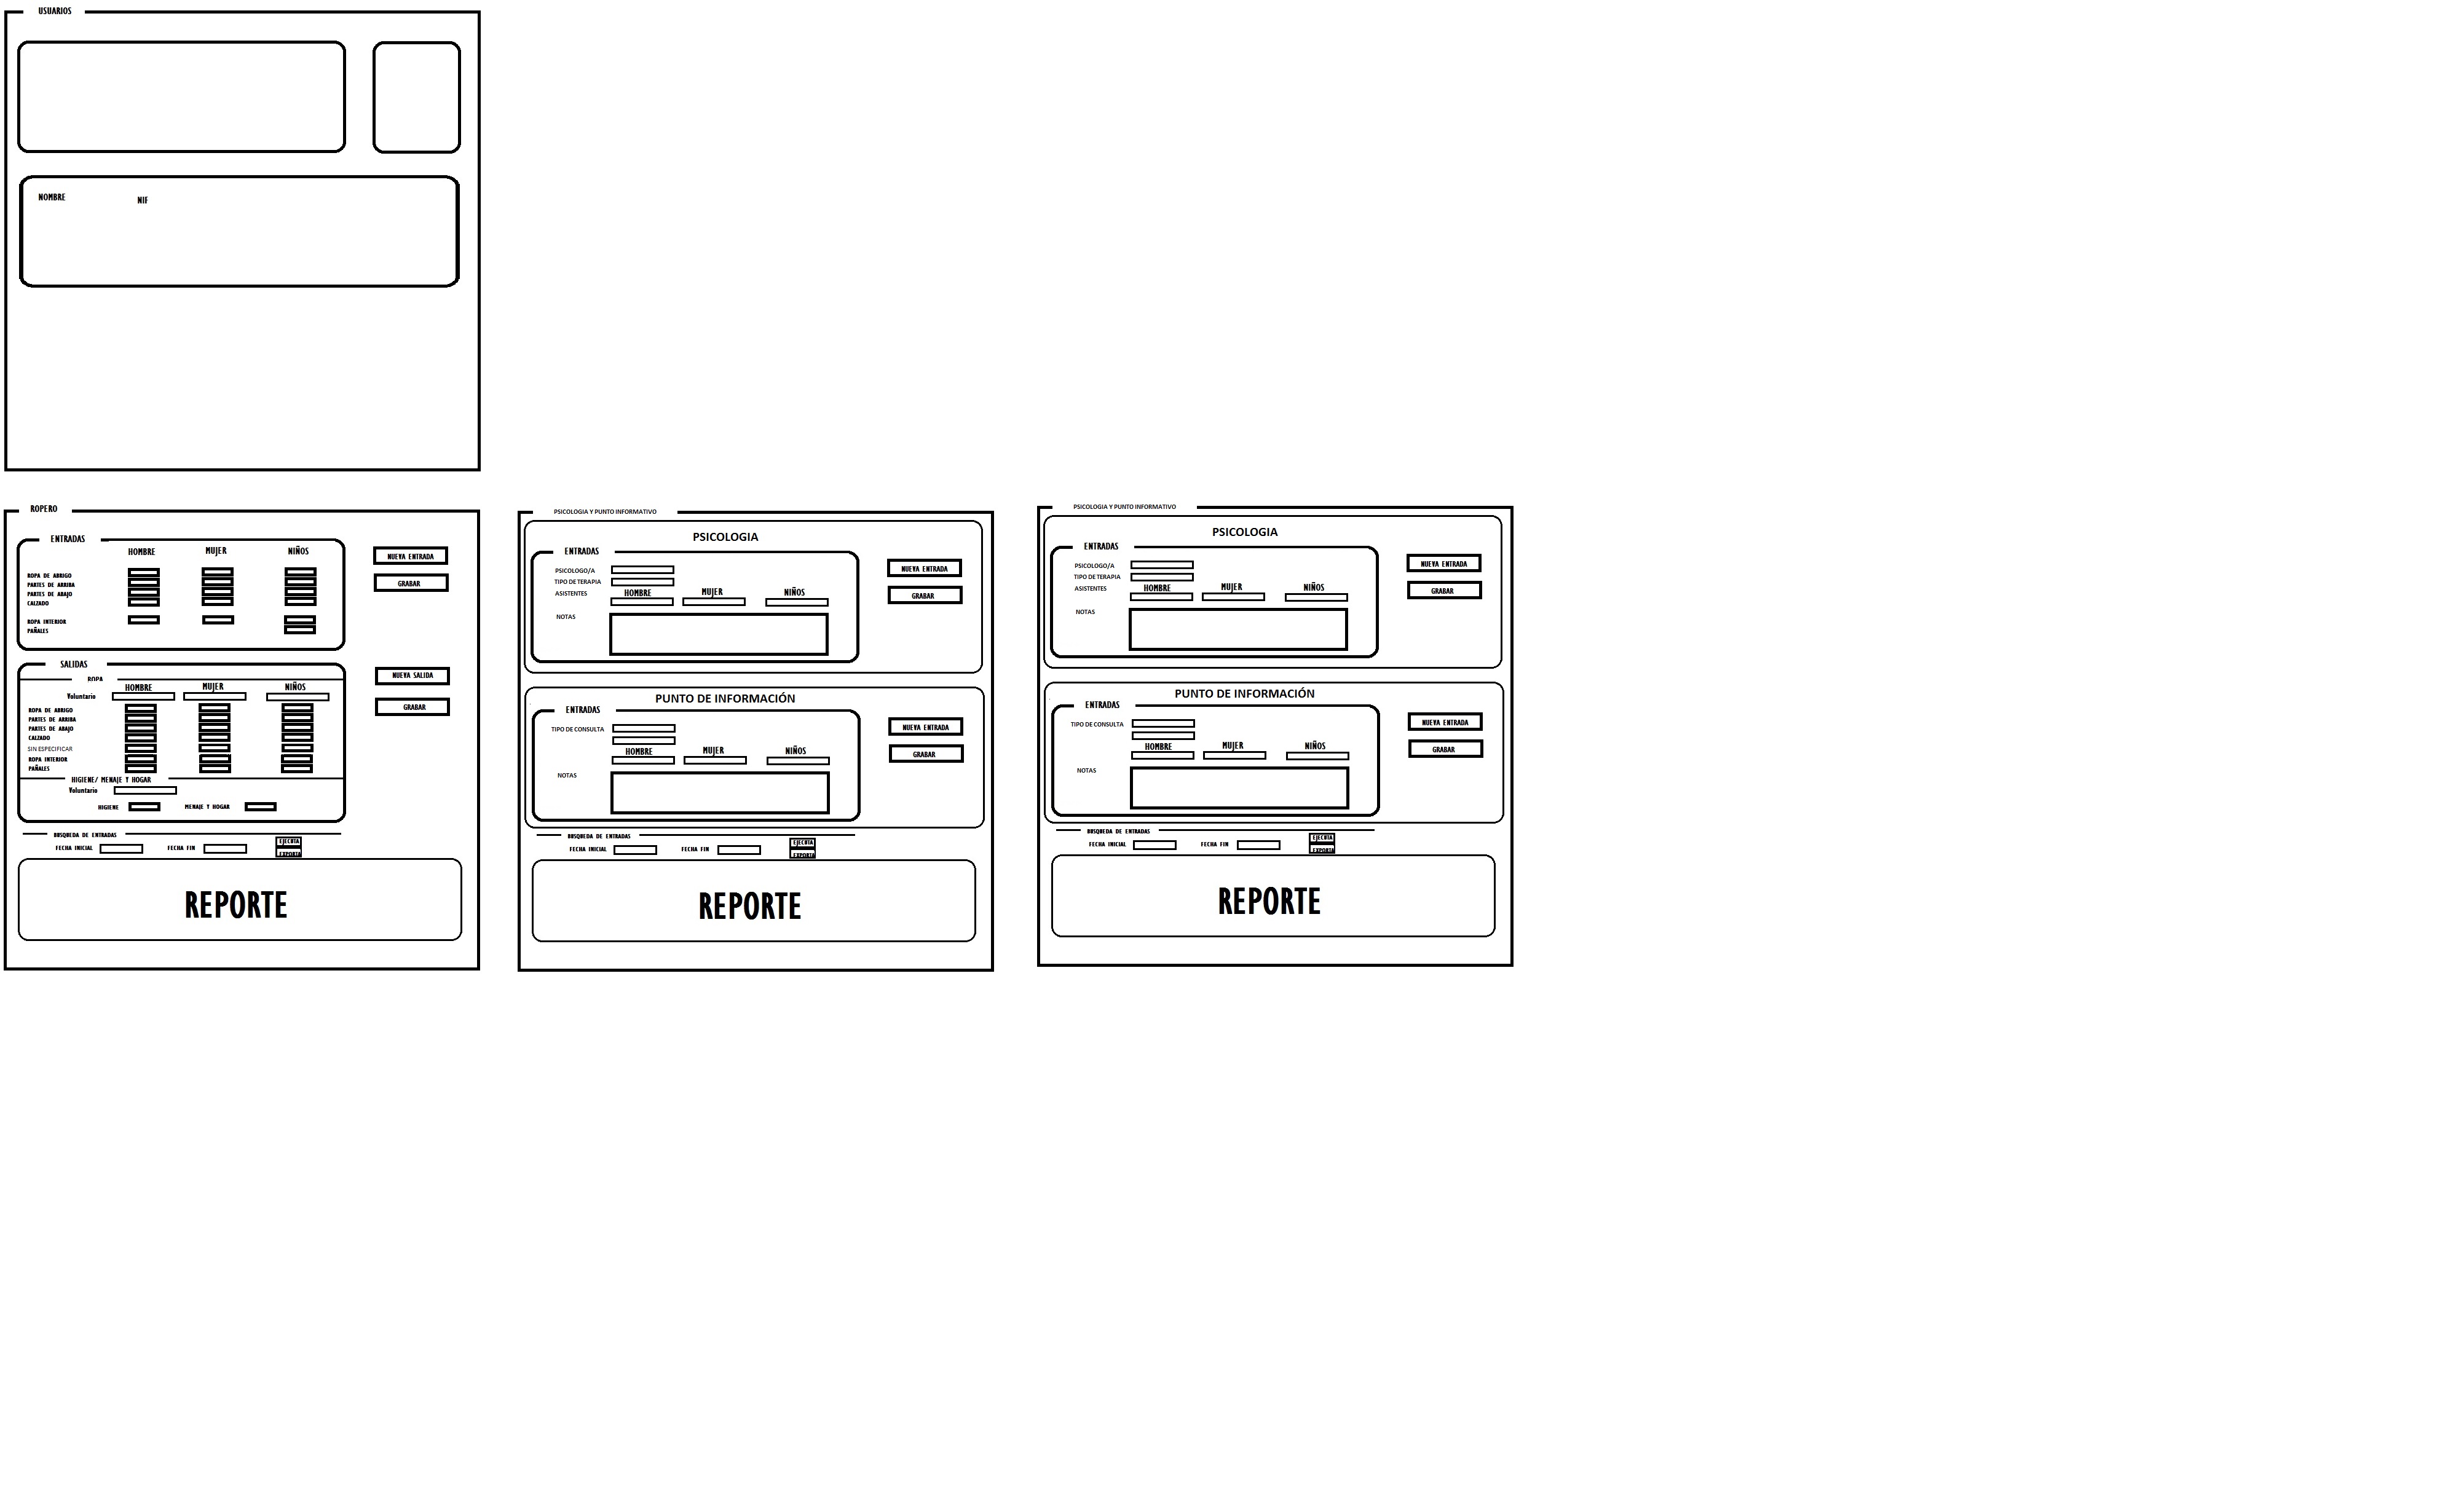 USUARIOS
NOMBRE
NIF
ROPERO
ENTRADAS
HOMBRE MUJER NIÑOS
NUEVA ENTRADA
GRABAR
ROPA DE ABRIGO
PARTES DE ARRIBA
PARTES DE ABAJO
CALZADO
ROPA INTERIOR
PAÑALES
SALIDAS
ROPA
HOMBRE MUJER NIÑOS
NUEVA SALIDA
Voluntario
GRABAR
ROPA DE ABRIGO
PARTES DE ARRIBA
PARTES DE ABAJO
CALZADO
SIN ESPECIFICAR
ROPA INTERIOR
PAÑALES
HIGIENE/ MENAJE Y HOGAR
Voluntario
HIGIENE MENAJE Y HOGAR
BUSQUEDA DE ENTRADAS
FECHA INICIAL FECHA FIN EJECUTA
EXPORTA
REPORTE
PSICOLOGIA Y PUNTO INFORMATIVO
PSICOLOGIA
ENTRADAS
PSICOLOGO/A
NUEVA ENTRADA
TIPO DE TERAPIA
ASISTENTES HOMBRE MUJER NIÑOS
GRABAR
NOTAS
PUNTO DE INFORMACIÓN
ENTRADAS
TIPO DE CONSULTA
NUEVA ENTRADA
HOMBRE MUJER NIÑOS
GRABAR
NOTAS
BUSQUEDA DE ENTRADAS
FECHA INICIAL FECHA FIN EJECUTA
EXPORTA
REPORTE
PSICOLOGIA Y PUNTO INFORMATIVO
PSICOLOGIA
ENTRADAS
PSICOLOGO/A
NUEVA ENTRADA
TIPO DE TERAPIA
ASISTENTES HOMBRE MUJER NIÑOS
GRABAR
NOTAS
PUNTO DE INFORMACIÓN
ENTRADAS
TIPO DE CONSULTA
NUEVA ENTRADA
HOMBRE MUJER NIÑOS
GRABAR
NOTAS
BUSQUEDA DE ENTRADAS
FECHA INICIAL FECHA FIN EJECUTA
EXPORTA
REPORTE